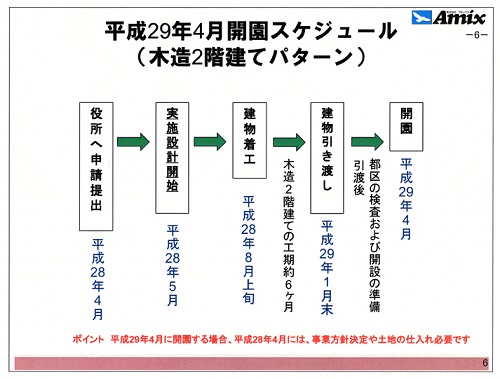 平成29年4月開園スケジュール
（木造2階建てパターン）
Amix
－6－
役所へ申請提出
平成28年4月
実施設計開始
平成28年5月
建物着工
平成28年8月上旬
木造2階建ての工期約6ヶ月
建物引き渡し
平成29年1月末
引渡後
都区の検査および開設の準備
開園
平成29年4月
ポイント　平成29年4月に開園する場合、平成28年4月には、事業方針決定や土地の仕入れ必要です
6